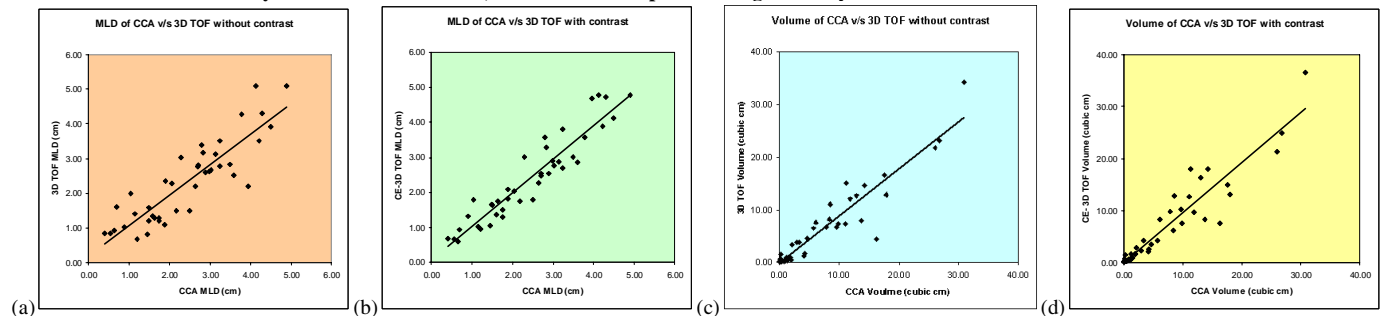 MLD of CCA v/s 3D TOF without contrast
6.00
5.00
4.00
3.00
2.00
1.00
0.00
3D TOF MLD (cm)
0.00 1.00 2.00 3.00 4.00 5.00 6.00
CCA MLD (cm)
(a)
MLD of CCA v/s 3D TOF with contrast
6.00
5.00
4.00
3.00
2.00
1.00
0.00
CE-3D TOF MLD (cm)
0.00 1.00 2.00 3.00 4.00 5.00 6.00
CCA MLD (cm)
(b)
Volume of CCA v/s 3D TOF without contrast
40.00
30.00
20.00
10.00
0.00
3D TOF Volume (cubic cm)
0.00 10.00 20.00 30.00 40.00
CCA Voulme (cubic cm)
(c)
Volume of CCA v/s 3D TOF with contrast
40.00
30.00
20.00
10.00
0.00
CE- 3D TOF Volume (cubic cm)
0.00 10.00 20.00 30.00 40.00
CCA Volume (cubic cm)
(d)